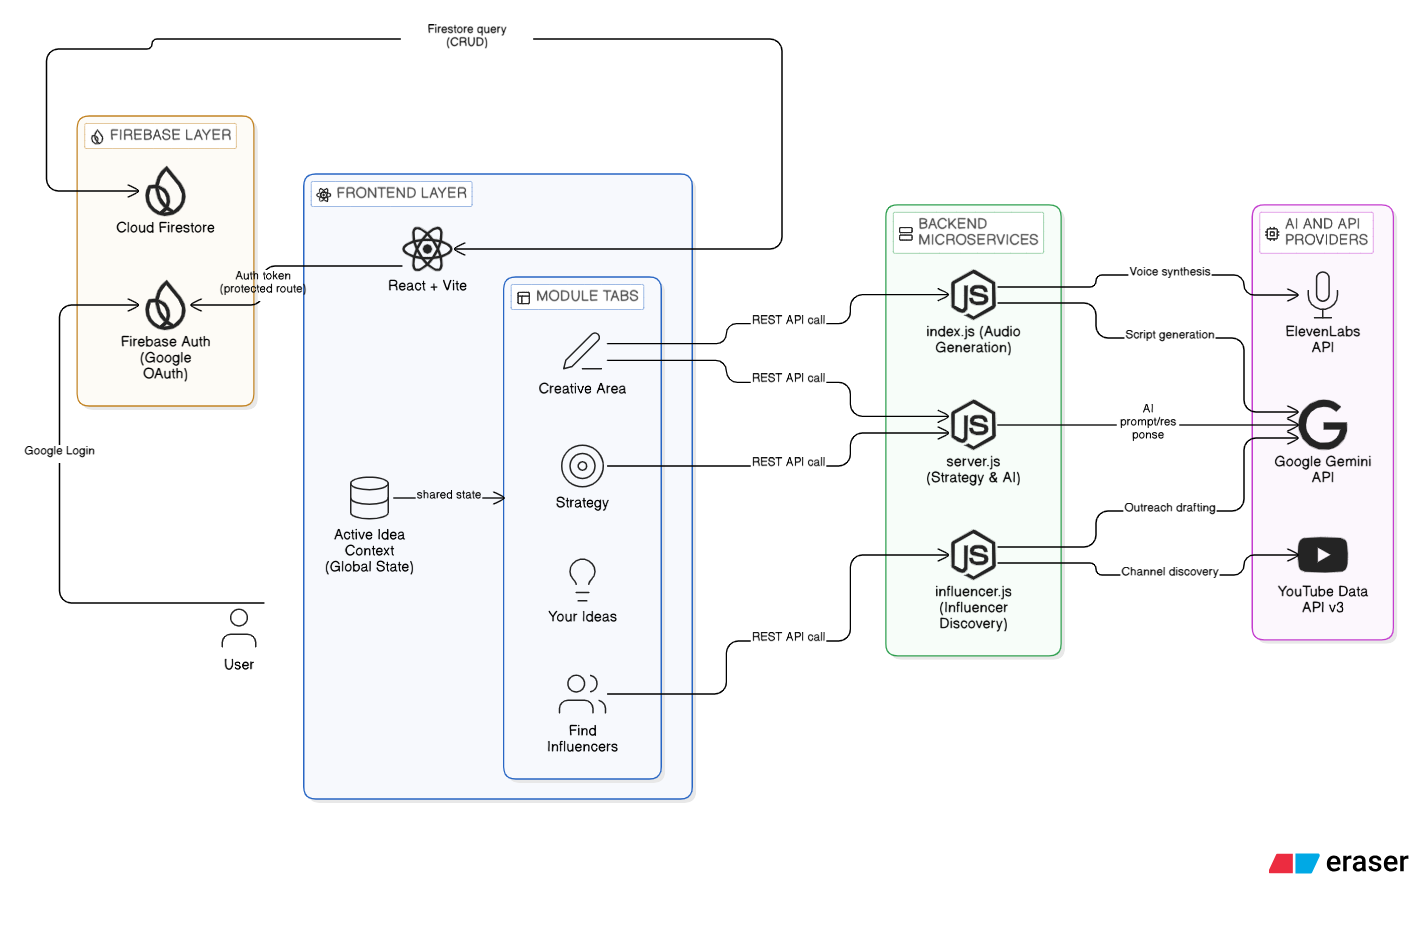 Firestore query
(CRUD)
FIREBASE LAYER
Cloud Firestore
Auth token
(protected route)
Firebase Auth
(Google
OAuth)
Google Login
User
FRONTEND LAYER
React + Vite
Active Idea
Context
(Global State)
shared state
MODULE TABS
Creative Area
Strategy
Your Ideas
Find
Influencers
REST API call
REST API call
REST API call
REST API call
BACKEND
MICROSERVICES
JS
index.js (Audio
Generation)
JS
server.js
(Strategy & AI)
JS
influencer.js
(Influencer
Discovery)
Voice synthesis
Script generation
AI
prompt/res
ponse
Outreach drafting
Channel discovery
AI AND API
PROVIDERS
ElevenLabs
API
G
Google Gemini
API
YouTube Data
API v3
eraser